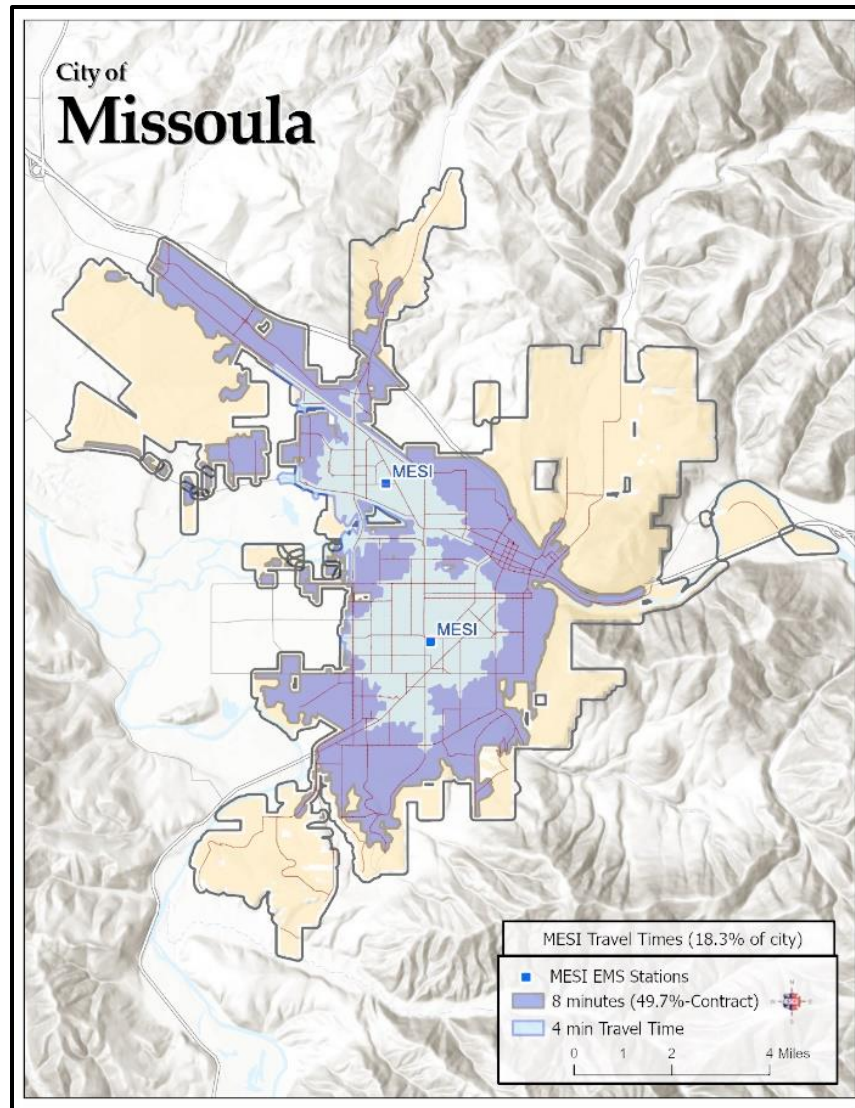 City of
Missoula
MESI
MESI
MESI Travel Times (18.3% of city)
MESI EMS Stations
8 minutes (49.7%-Contract)
4 min Travel Time
0 1 2 4 Miles